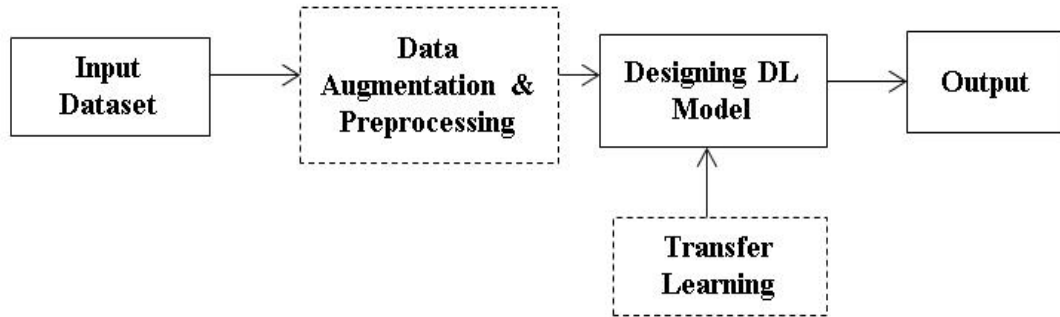 Input
Dataset
Data
Augmentation &
Preprocessing
Designing DL
Model
Output
Transfer
Learning